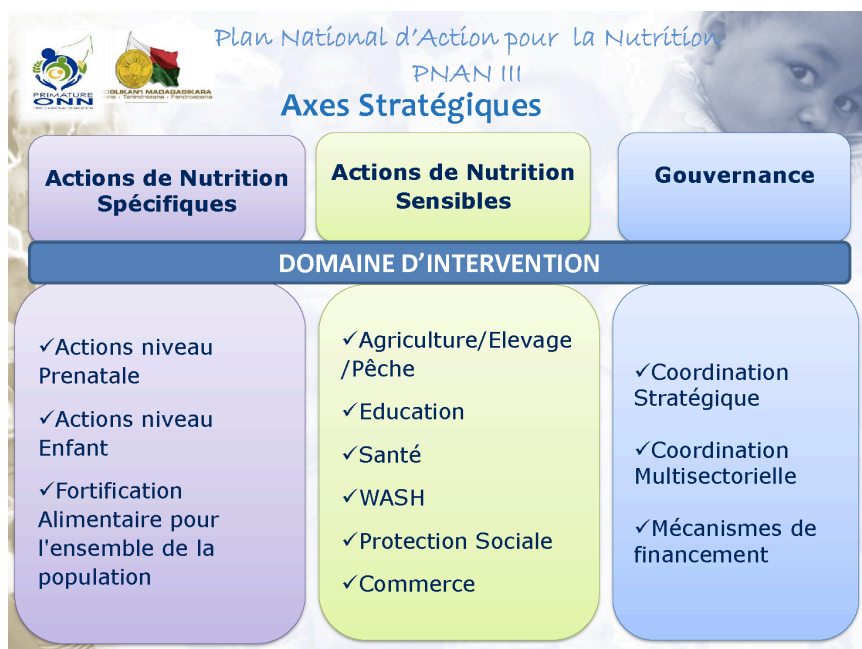 Plan National d'Action pour la Nutrition
PNAN III
Axes Stratégiques
PRIMATURE
ONN
OBLIKAN'I MADAGASIKARA
Actions de Nutrition
Spécifiques
Actions de Nutrition
Sensibles
Gouvernance
DOMAINE D'INTERVENTION
✓Actions niveau
Prenatale
✓Actions niveau
Enfant
✓Fortification
Alimentaire pour
l'ensemble de la
population
✓Agriculture/Elevage
/Pêche
✓Education
✓Santé
✓WASH
✓Protection Sociale
✓Commerce
✓Coordination
Stratégique
✓Coordination
Multisectorielle
✓Mécanismes de
financement